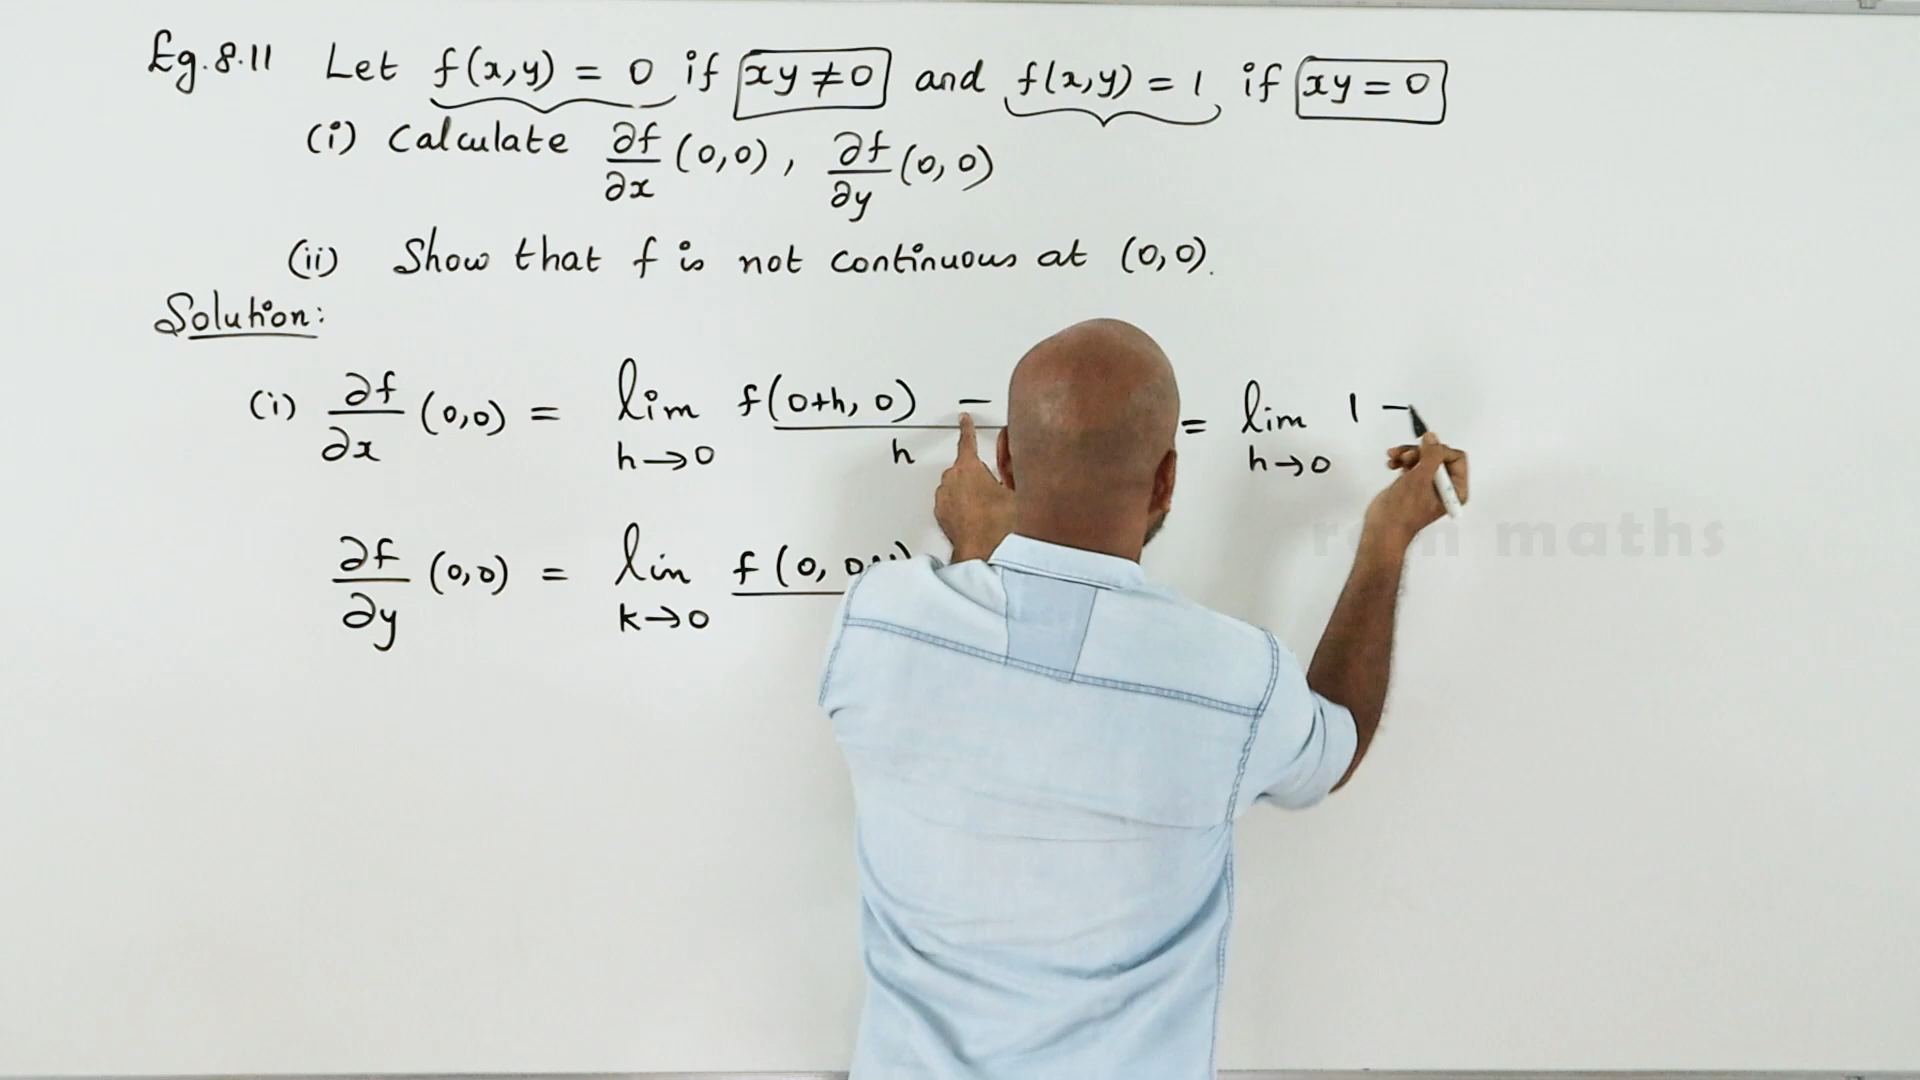 Eg.8.11 Let f(x,y) = 0 if xy ≠ 0 and f(x,y) = 1 if xy = 0
(i) Calculate ∂f/∂x (0,0), ∂f/∂y (0,0)
(ii) Show that f is not continuous at (0,0).
Solution:
(i) ∂f/∂x (0,0) = lim h→0 f(0+h, 0) – h = lim h→0 1 –
∂f/∂y (0,0) = lim k→0 f(0, 0
maths